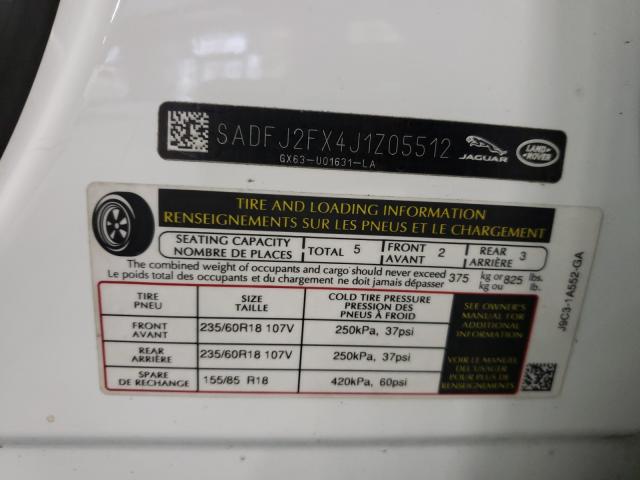 SADFJ2FX4J1Z05512
GX63-U01631-LA
JAGUAR
LAND ROVER
TIRE AND LOADING INFORMATION
RENSEIGNEMENTS SUR LES PNEUS ET LE CHARGEMENT
SEATING CAPACITY
NOMBRE DE PLACES
TOTAL 5
FRONT
AVANT 2
REAR
ARRIÈRE 3
The combined weight of occupants and cargo should never exceed 375 kg or 825 lbs.
Le poids total des occupants et du chargement ne doit jamais dépasser kg ou lb.
TIRE
PNEU
SIZE
TAILLE
COLD TIRE PRESSURE
PRESSION DES
PNEUS À FROID
FRONT
AVANT
235/60R18 107V
250kPa, 37psi
REAR
ARRIÈRE
235/60R18 107V
250kPa, 37psi
SPARE
DE RECHANGE
155/85 R18
420kPa, 60psi
SEE OWNER'S
MANUAL FOR
ADDITIONAL
INFORMATION
VOIR LE MANUEL
DE L'USAGER
POUR PLUS DE
RENSEIGNEMENTS
J9C3-1A552-GA